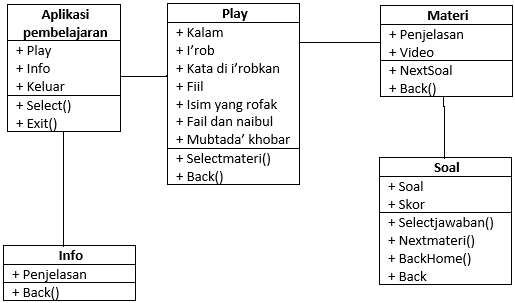 Aplikasi
pembelajaran
+ Play
+ Info
+ Keluar
+ Select()
+ Exit()
Play
+ Kalam
+ I’rob
+ Kata di i’robkan
+ Fiil
+ Isim yang rofak
+ Fail dan naibul
+ Mubtada’ khobar
+ Selectmateri()
+ Back()
Materi
+ Penjelasan
+ Video
+ NextSoal
+ Back()
Soal
+ Soal
+ Skor
+ Selectjawaban()
+ Nextmateri()
+ BackHome()
+ Back
Info
+ Penjelasan
+ Back()